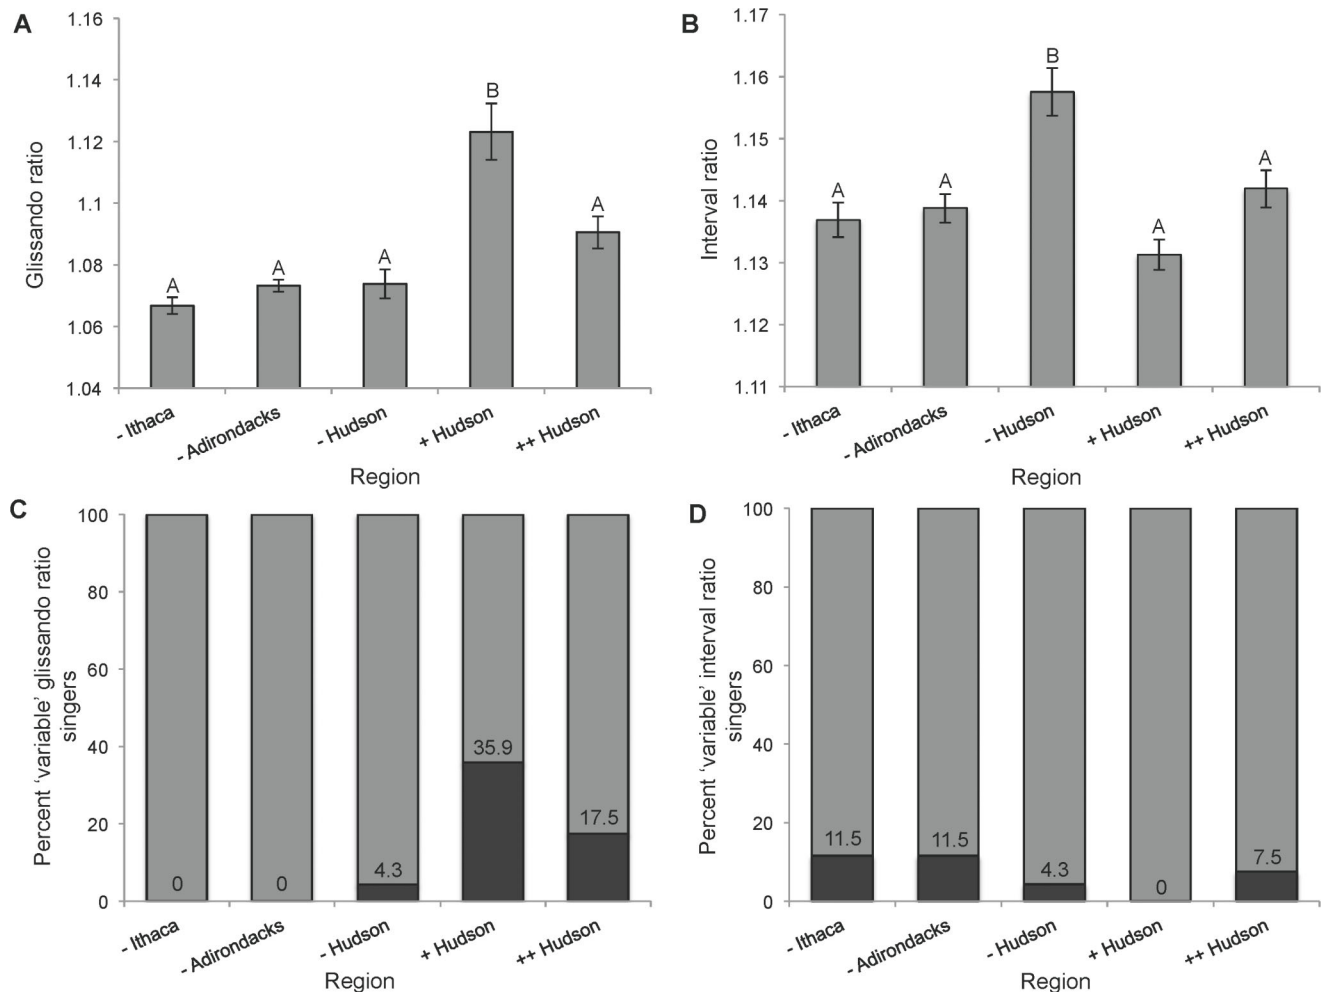 A
1.16
1.14
1.12
1.1
1.08
1.06
1.04
Glissando ratio
A
A
A
B
A
- Ithaca
- Adirondacks
- Hudson
+ Hudson
++ Hudson
Region
B
1.17
1.16
1.15
1.14
1.13
1.12
1.11
Interval ratio
A
A
B
A
A
- Ithaca
- Adirondacks
- Hudson
+ Hudson
++ Hudson
Region
C
100
80
60
40
20
0
Percent ‘variable’ glissando ratio
singers
0
0
4.3
35.9
17.5
- Ithaca
- Adirondacks
- Hudson
+ Hudson
++ Hudson
Region
D
100
80
60
40
20
0
Percent ‘variable’ interval ratio
singers
11.5
11.5
4.3
0
7.5
- Ithaca
- Adirondacks
- Hudson
+ Hudson
++ Hudson
Region